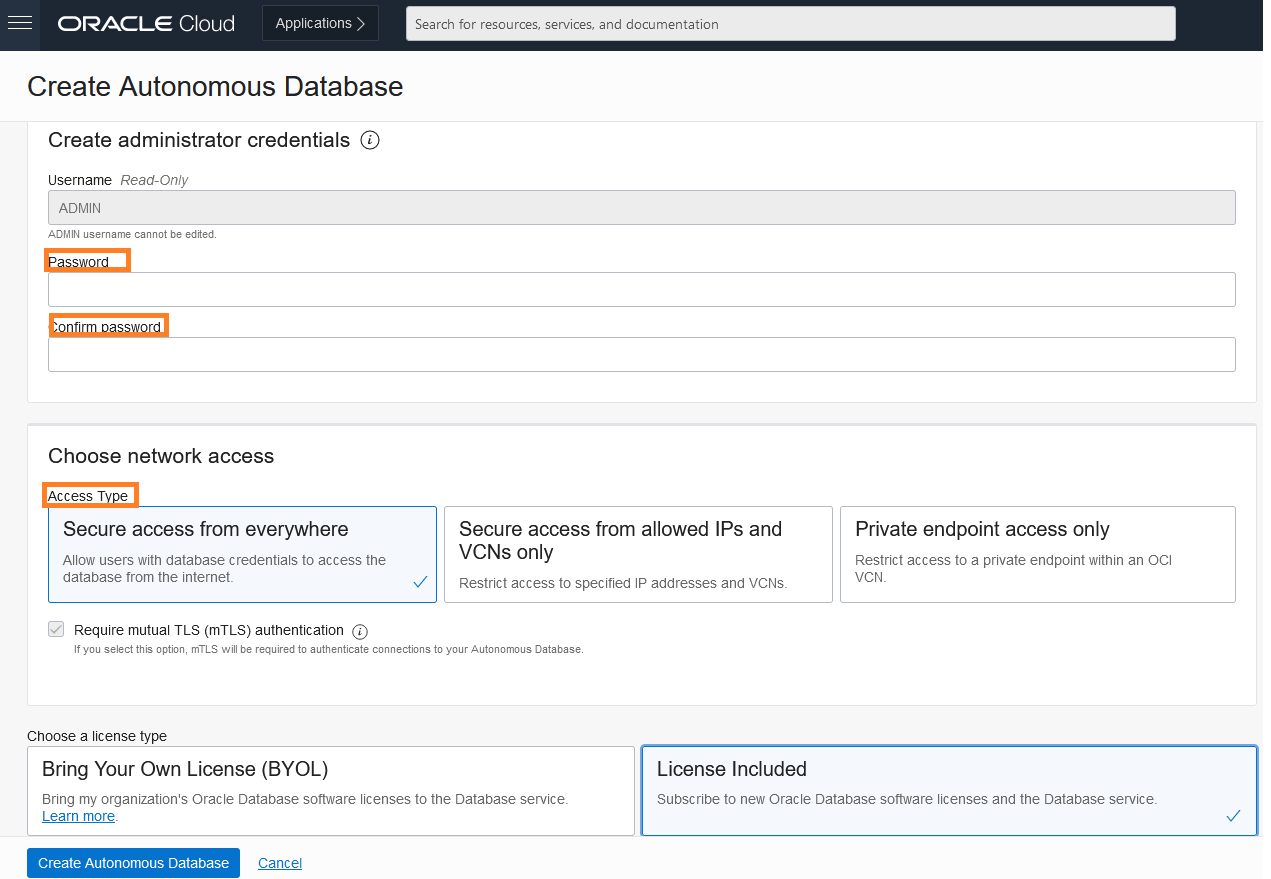 ORACLE Cloud
Applications
Search for resources, services, and documentation
Create Autonomous Database
Create administrator credentials
Username Read-Only
ADMIN
ADMIN username cannot be edited.
Password
Confirm password
Choose network access
Access Type
Secure access from everywhere
Allow users with database credentials to access the
database from the internet.
Secure access from allowed IPs and
VCNs only
Restrict access to specified IP addresses and VCNs.
Private endpoint access only
Restrict access to a private endpoint within an OCI
VCN.
Require mutual TLS (mTLS) authentication
If you select this option, mTLS will be required to authenticate connections to your Autonomous Database.
Choose a license type
Bring Your Own License (BYOL)
Bring my organization's Oracle Database software licenses to the Database service.
Learn more.
License Included
Subscribe to new Oracle Database software licenses and the Database service.
Create Autonomous Database
Cancel